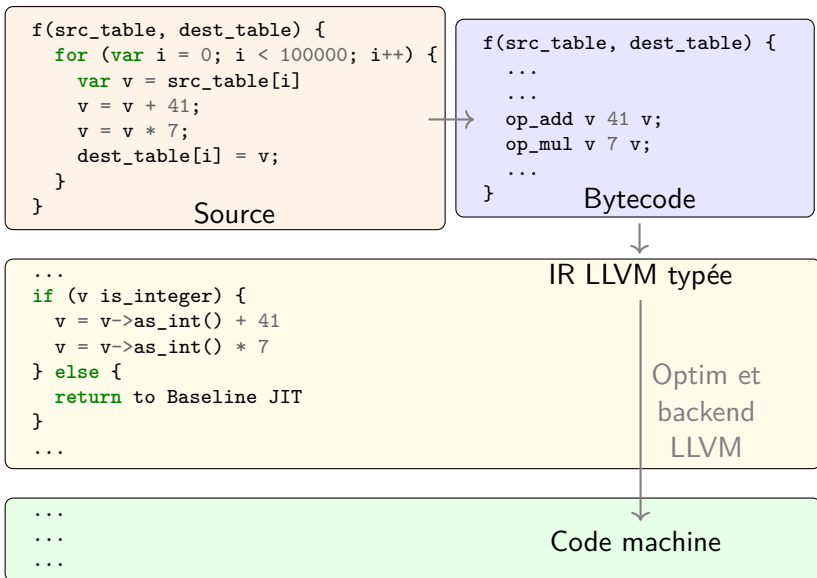 f(src_table, dest_table) {
  for (var i = 0; i < 100000; i++) {
    var v = src_table[i]
    v = v + 41;
    v = v * 7;
    dest_table[i] = v;
  }
}
Source
f(src_table, dest_table) {
  ...
  ...
  op_add v 41 v;
  op_mul v 7 v;
  ...
}
Bytecode
IR LLVM typée
...
if (v is_integer) {
  v = v->as_int() + 41
  v = v->as_int() * 7
} else {
  return to Baseline JIT
}
...
Optim et
backend
LLVM
...
...
...
Code machine